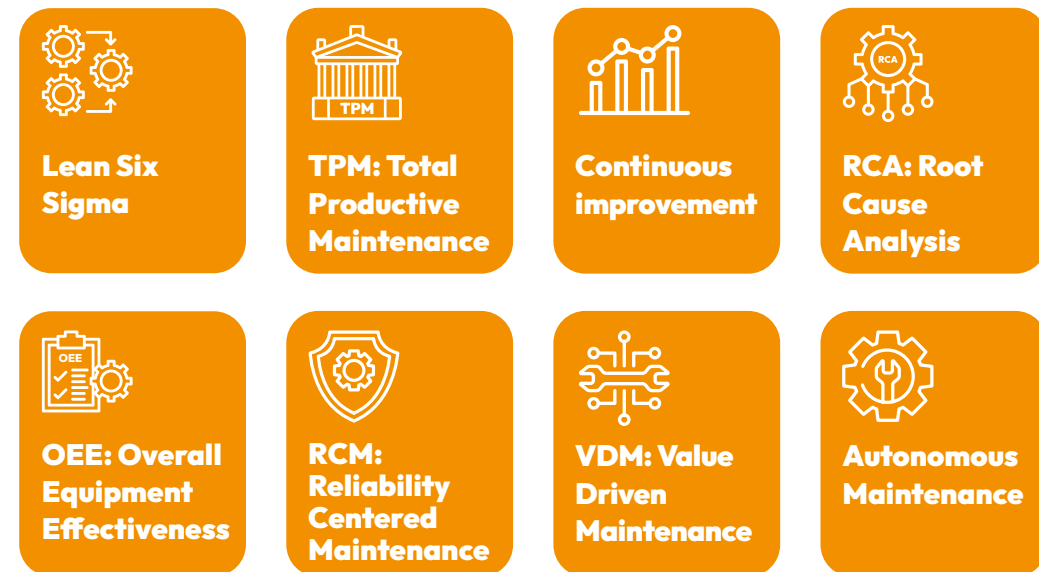 RCA
TPM
Lean Six
Sigma
TPM: Total
Productive
Maintenance
Continuous
improvement
RCA: Root
Cause
Analysis
OEE
OEE: Overall
Equipment
Effectiveness
RCM:
Reliability
Centered
Maintenance
VDM: Value
Driven
Maintenance
Autonomous
Maintenance